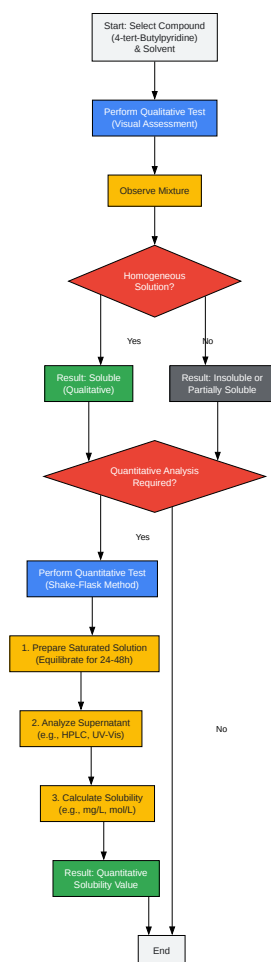 Start: Select Compound
(4-tert-Butylpyridine)
& Solvent
Perform Qualitative Test
(Visual Assessment)
Observe Mixture
Homogeneous
Solution?
Yes
No
Result: Soluble
(Qualitative)
Result: Insoluble or
Partially Soluble
Quantitative Analysis
Required?
Yes
Perform Quantitative Test
(Shake-Flask Method)
1. Prepare Saturated Solution
(Equilibrate for 24-48h)
2. Analyze Supernatant
(e.g., HPLC, UV-Vis)
No
3. Calculate Solubility
(e.g., mg/L, mol/L)
Result: Quantitative
Solubility Value
End